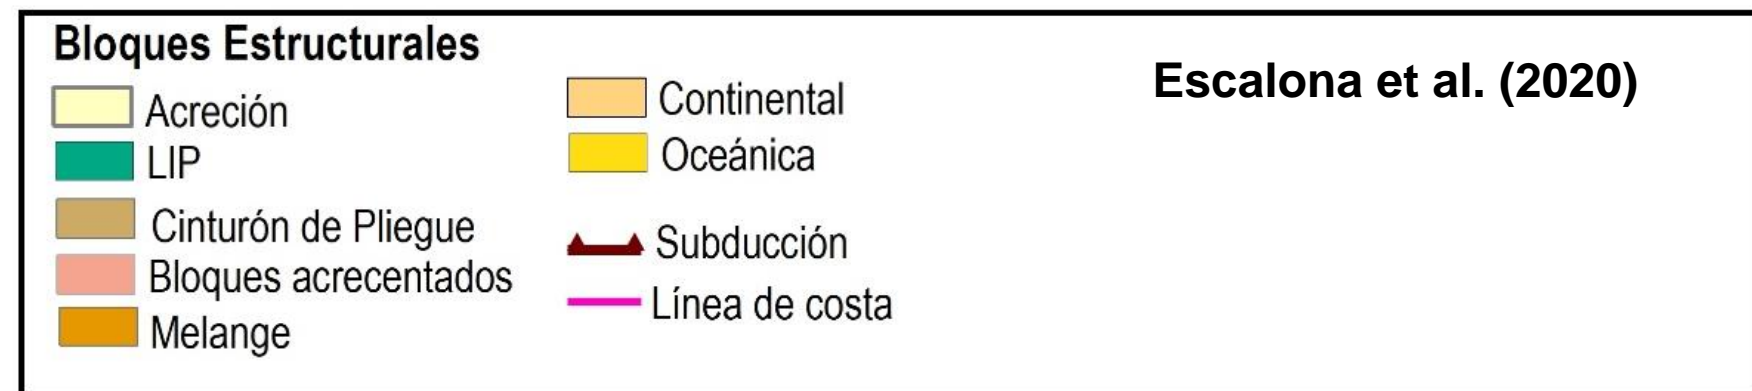 Bloques Estructurales
Acreción
LIP
Cinturón de Pliegue
Bloques acrecentados
Melange
Continental
Oceánica
Subducción
Línea de costa
Escalona et al. (2020)